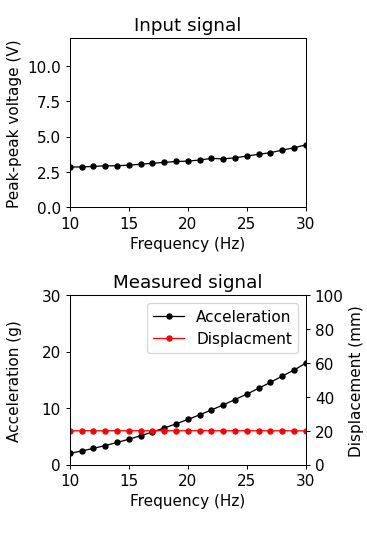 Input signal
Peak-peak voltage (V)
10.0
7.5
5.0
2.5
0.0
10 15 20 25 30
Frequency (Hz)
Measured signal
Acceleration (g)
30
20
10
0
Acceleration
Displacment
100
80
60
40
20
0
Displacement (mm)
10 15 20 25 30
Frequency (Hz)